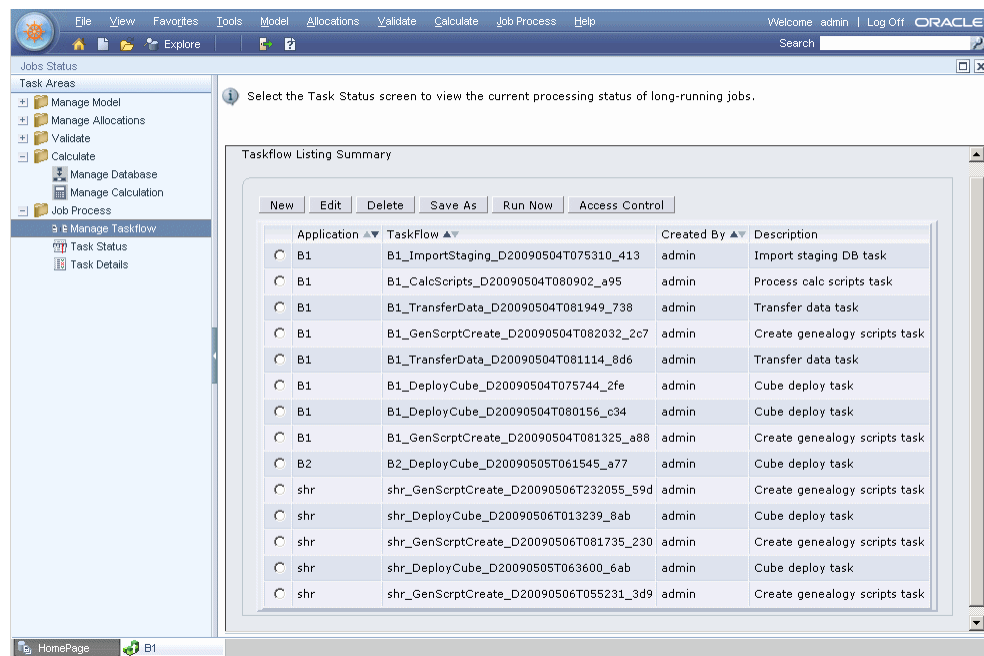 File View Favorites Tools Model Allocations Validate Calculate Job Process Help Welcome admin | Log Off ORACLE
Explore Search
Jobs Status
Task Areas
Manage Model
Manage Allocations
Validate
Calculate
Manage Database
Manage Calculation
Job Process
Manage Taskflow
Task Status
Task Details
Select the Task Status screen to view the current processing status of long-running jobs.
Taskflow Listing Summary
New Edit Delete Save As Run Now Access Control
Application TaskFlow Created By Description
B1 B1_ImportStaging_D20090504T075310_413 admin Import staging DB task
B1 B1_CalcScripts_D20090504T080902_a95 admin Process calc scripts task
B1 B1_TransferData_D20090504T081949_738 admin Transfer data task
B1 B1_GenScrptCreate_D20090504T082032_2c7 admin Create genealogy scripts task
B1 B1_TransferData_D20090504T081114_8d6 admin Transfer data task
B1 B1_DeployCube_D20090504T075744_2fe admin Cube deploy task
B1 B1_DeployCube_D20090504T080156_c34 admin Cube deploy task
B1 B1_GenScrptCreate_D20090504T081325_a88 admin Create genealogy scripts task
B2 B2_DeployCube_D20090505T061545_a77 admin Cube deploy task
shr shr_GenScrptCreate_D20090506T232055_59d admin Create genealogy scripts task
shr shr_DeployCube_D20090506T013239_8ab admin Cube deploy task
shr shr_GenScrptCreate_D20090506T081735_230 admin Create genealogy scripts task
shr shr_DeployCube_D20090505T063600_6ab admin Cube deploy task
shr shr_GenScrptCreate_D20090506T055231_3d9 admin Create genealogy scripts task
HomePage B1